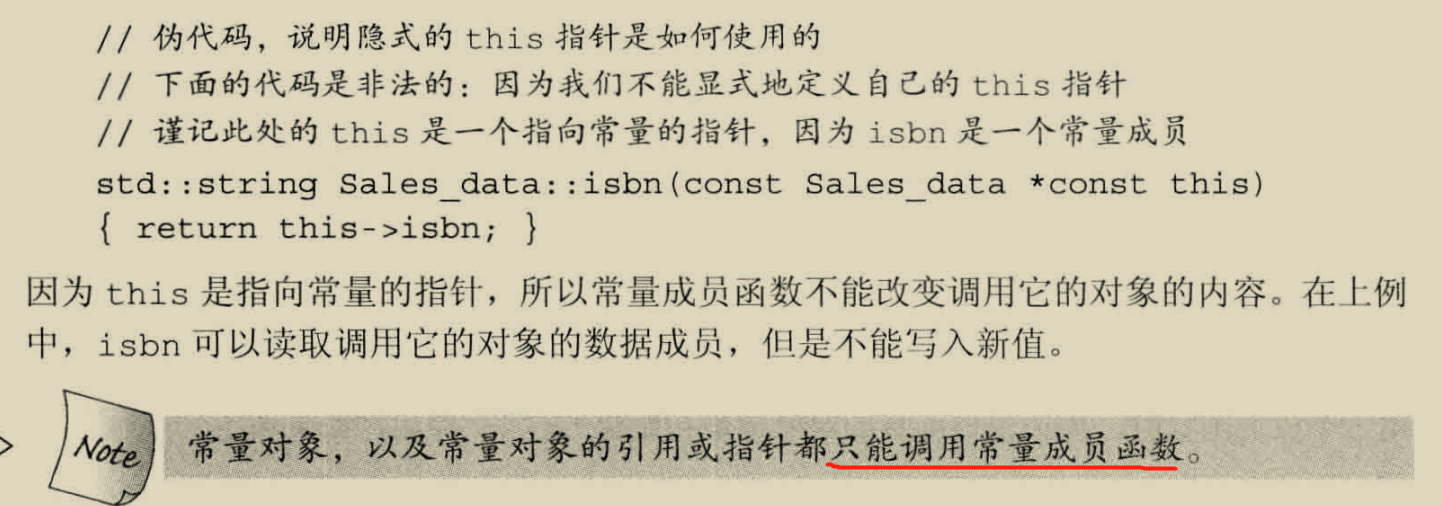 // 伪代码，说明隐式的 this 指针是如何使用的
// 下面的代码是非法的：因为我们不能显式地定义自己的 this 指针
// 谨记此处的 this 是一个指向常量的指针，因为 isbn 是一个常量成员
std::string Sales_data::isbn(const Sales_data *const this)
{ return this->isbn; }
因为 this 是指向常量的指针，所以常量成员函数不能改变调用它的对象的内容。在上例
中，isbn 可以读取调用它的对象的数据成员，但是不能写入新值。
Note 常量对象，以及常量对象的引用或指针都只能调用常量成员函数。